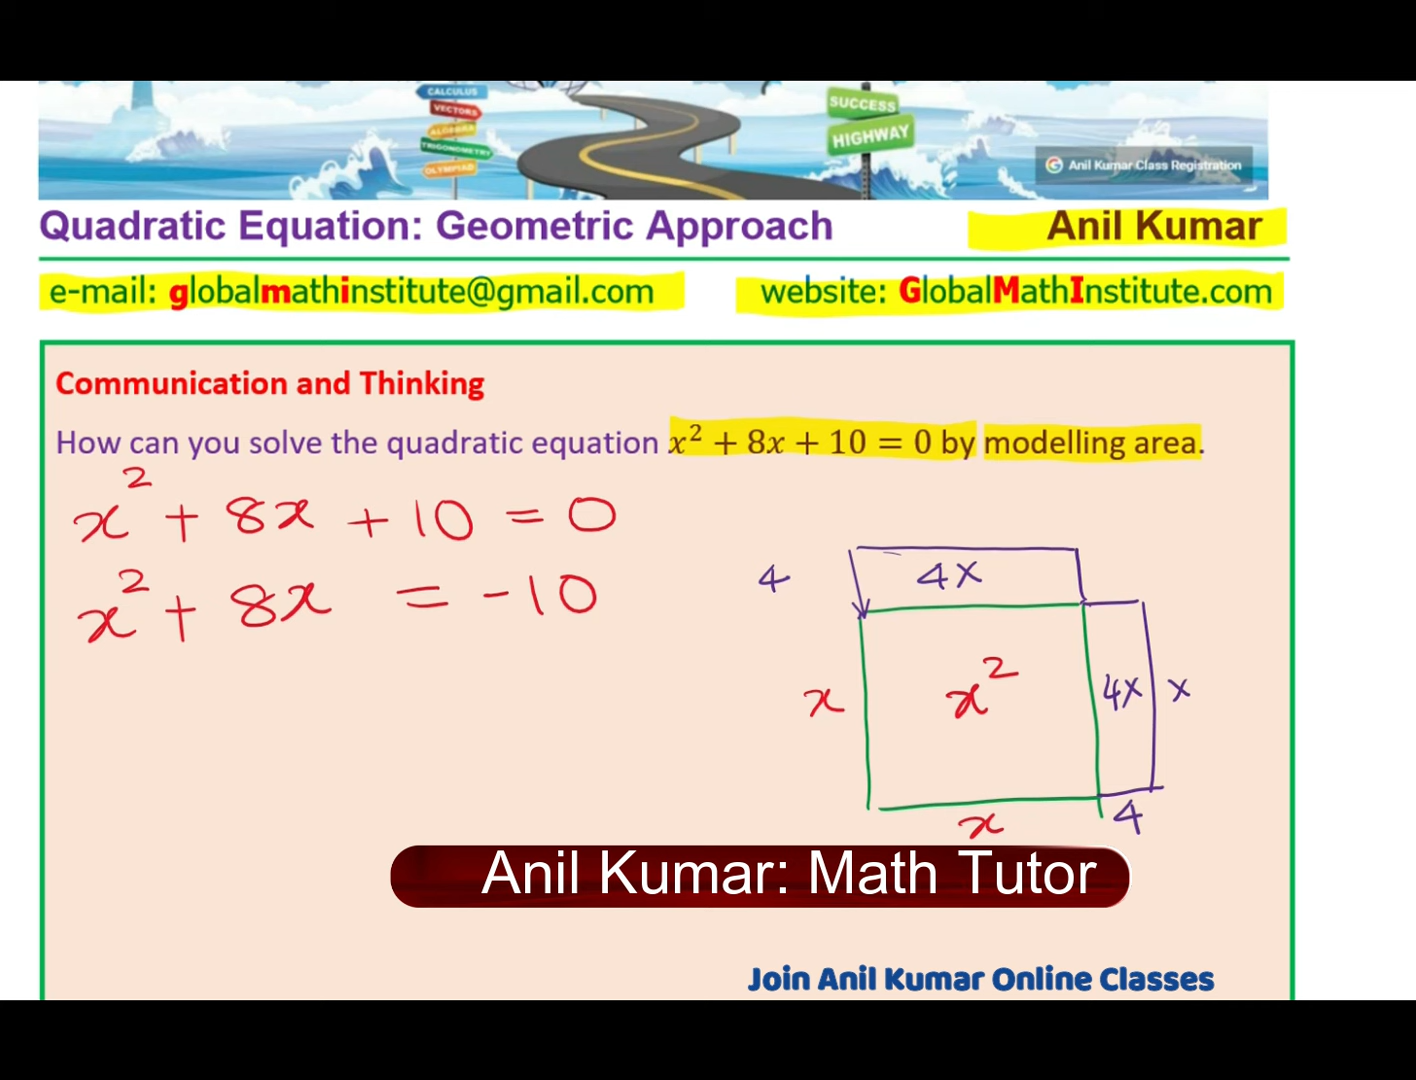 CALCULUS
VECTORS
ALGEBRA
TRIGONOMETRY
OLYMPIAD
SUCCESS
HIGHWAY
Anil Kumar Class Registration
Quadratic Equation: Geometric Approach Anil Kumar
e-mail: globalmathinstitute@gmail.com website: GlobalMathInstitute.com
Communication and Thinking
How can you solve the quadratic equation x² + 8x + 10 = 0 by modelling area.
x² + 8x + 10 = 0
x² + 8x = -10
4 4x
x x² 4x x
x 4
Anil Kumar: Math Tutor
Join Anil Kumar Online Classes